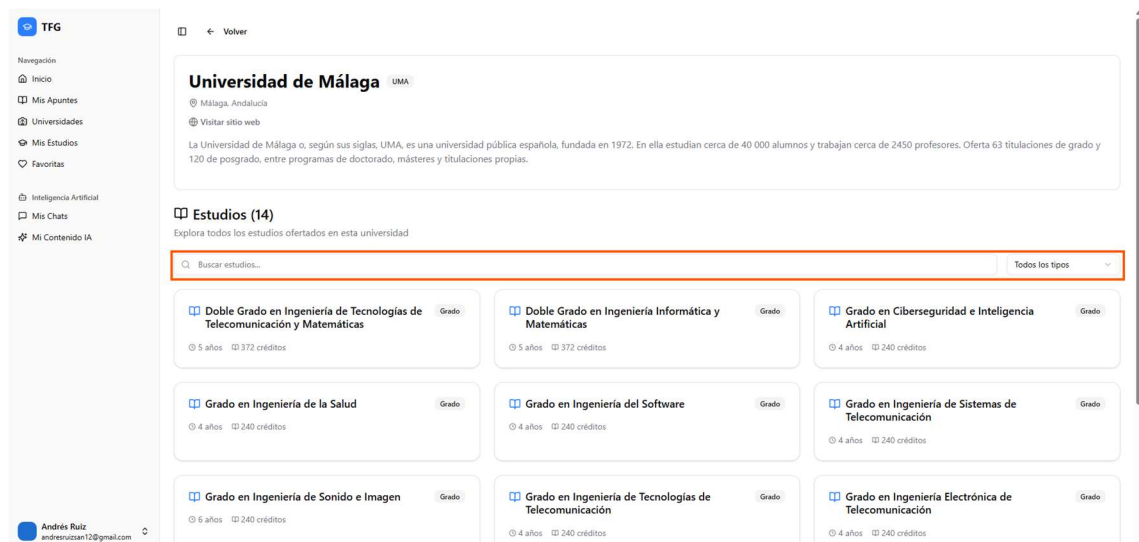 TFG
Navegación
Inicio
Mis Apuntes
Universidades
Mis Estudios
Favoritas
Inteligencia Artificial
Mis Chats
Mi Contenido IA
Andrés Ruiz
andresruizsan12@gmail.com
Volver
Universidad de Málaga UMA
Málaga, Andalucía
Visitar sitio web
La Universidad de Málaga o, según sus siglas, UMA, es una universidad pública española, fundada en 1972. En ella estudian cerca de 40 000 alumnos y trabajan cerca de 2450 profesores. Oferta 63 titulaciones de grado y
120 de posgrado, entre programas de doctorado, másteres y titulaciones propias.
Estudios (14)
Explora todos los estudios ofertados en esta universidad
Buscar estudios... Todos los tipos
Doble Grado en Ingeniería de Tecnologías de Grado
Telecomunicación y Matemáticas
5 años 372 créditos
Doble Grado en Ingeniería Informática y Grado
Matemáticas
5 años 372 créditos
Grado en Ciberseguridad e Inteligencia Grado
Artificial
4 años 240 créditos
Grado en Ingeniería de la Salud Grado
4 años 240 créditos
Grado en Ingeniería del Software Grado
4 años 240 créditos
Grado en Ingeniería de Sistemas de Grado
Telecomunicación
4 años 240 créditos
Grado en Ingeniería de Sonido e Imagen Grado
6 años 240 créditos
Grado en Ingeniería de Tecnologías de Grado
Telecomunicación
4 años 240 créditos
Grado en Ingeniería Electrónica de Grado
Telecomunicación
4 años 240 créditos